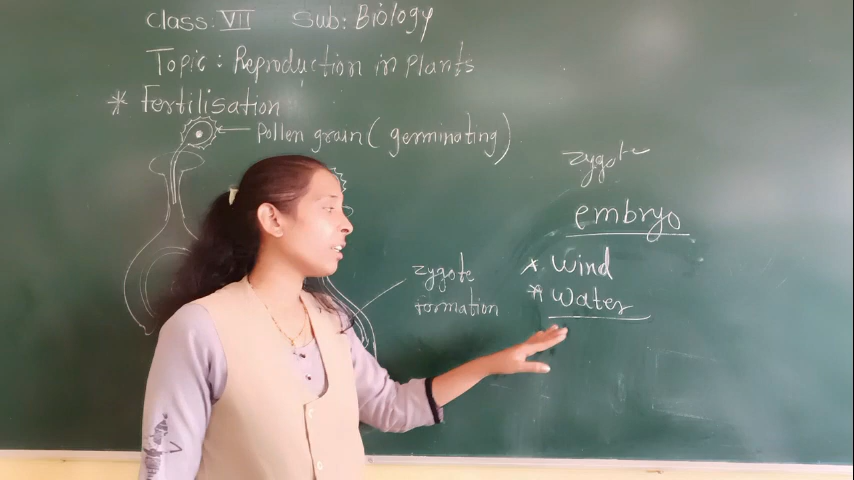 Class: VII Sub: Biology
Topic: Reproduction in Plants
* Fertilisation
Pollen grain (germinating)
zygote
formation
zygote
embryo
* Wind
* Water